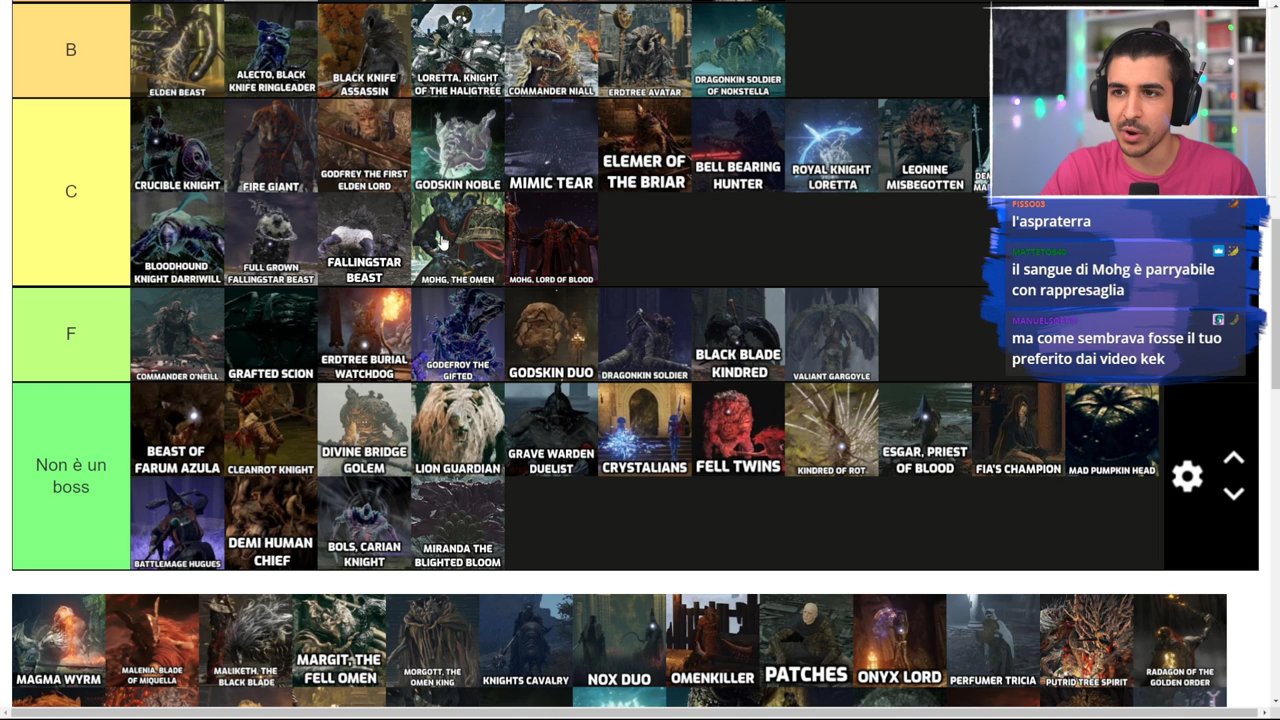 B
ELDEN BEAST
ALECTO, BLACK
KNIFE RINGLEADER
BLACK KNIFE
ASSASSIN
LORETTA, KNIGHT
OF THE HALIGTREE
COMMANDER NIALL
ERDTREE AVATAR
DRAGONKIN SOLDIER
OF NOKSTELLA
C
CRUCIBLE KNIGHT
FIRE GIANT
GODFREY THE FIRST
ELDEN LORD
GODSKIN NOBLE
MIMIC TEAR
ELEMER OF
THE BRIAR
BELL BEARING
HUNTER
ROYAL KNIGHT
LORETTA
LEONINE
MISBEGOTTEN
BLOODHOUND
KNIGHT DARRIWILL
FULL GROWN
FALLINGSTAR BEAST
FALLINGSTAR
BEAST
MOHG, THE OMEN
MOHG, LORD OF BLOOD
F
COMMANDER O'NEILL
GRAFTED SCION
ERDTREE BURIAL
WATCHDOG
GODEFROY THE
GIFTED
GODSKIN DUO
DRAGONKIN SOLDIER
BLACK BLADE
KINDRED
VALIANT GARGOYLE
Non è un
boss
BEAST OF
FARUM AZULA
CLEANROT KNIGHT
DIVINE BRIDGE
GOLEM
LION GUARDIAN
GRAVE WARDEN
DUELIST
CRYSTALIANS
FELL TWINS
KINDRED OF ROT
ESGAR, PRIEST
OF BLOOD
FIA'S CHAMPION
MAD PUMPKIN HEAD
BATTLEMAGE HUGUES
DEMI HUMAN
CHIEF
BOLS, CARIAN
KNIGHT
MIRANDA THE
BLIGHTED BLOOM
MAGMA WYRM
MALENIA, BLADE
OF MIQUELLA
MALIKETH, THE
BLACK BLADE
MARGIT, THE
FELL OMEN
MORGOTT, THE
OMEN KING
KNIGHTS CAVALRY
NOX DUO
OMENKILLER
PATCHES
ONYX LORD
PERFUMER TRICIA
PUTRID TREE SPIRIT
RADAGON OF THE
GOLDEN ORDER
FISSO03
l'aspraterra
il sangue di Mohg è parryabile
con rappresaglia
ma come sembrava fosse il tuo
preferito dai video kek